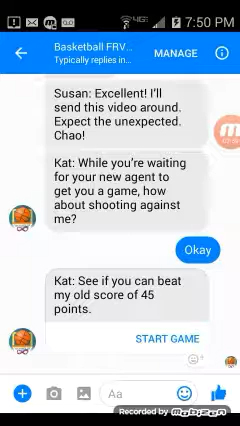 4G
7:50 PM
Basketball FRV...
Typically replies in...
MANAGE
Susan: Excellent! I'll
send this video around.
Expect the unexpected.
Chao!
Kat: While you're waiting
for your new agent to
get you a game, how
about shooting against
me?
Okay
Kat: See if you can beat
my old score of 45
points.
START GAME
Aa
Recorded by mobizen